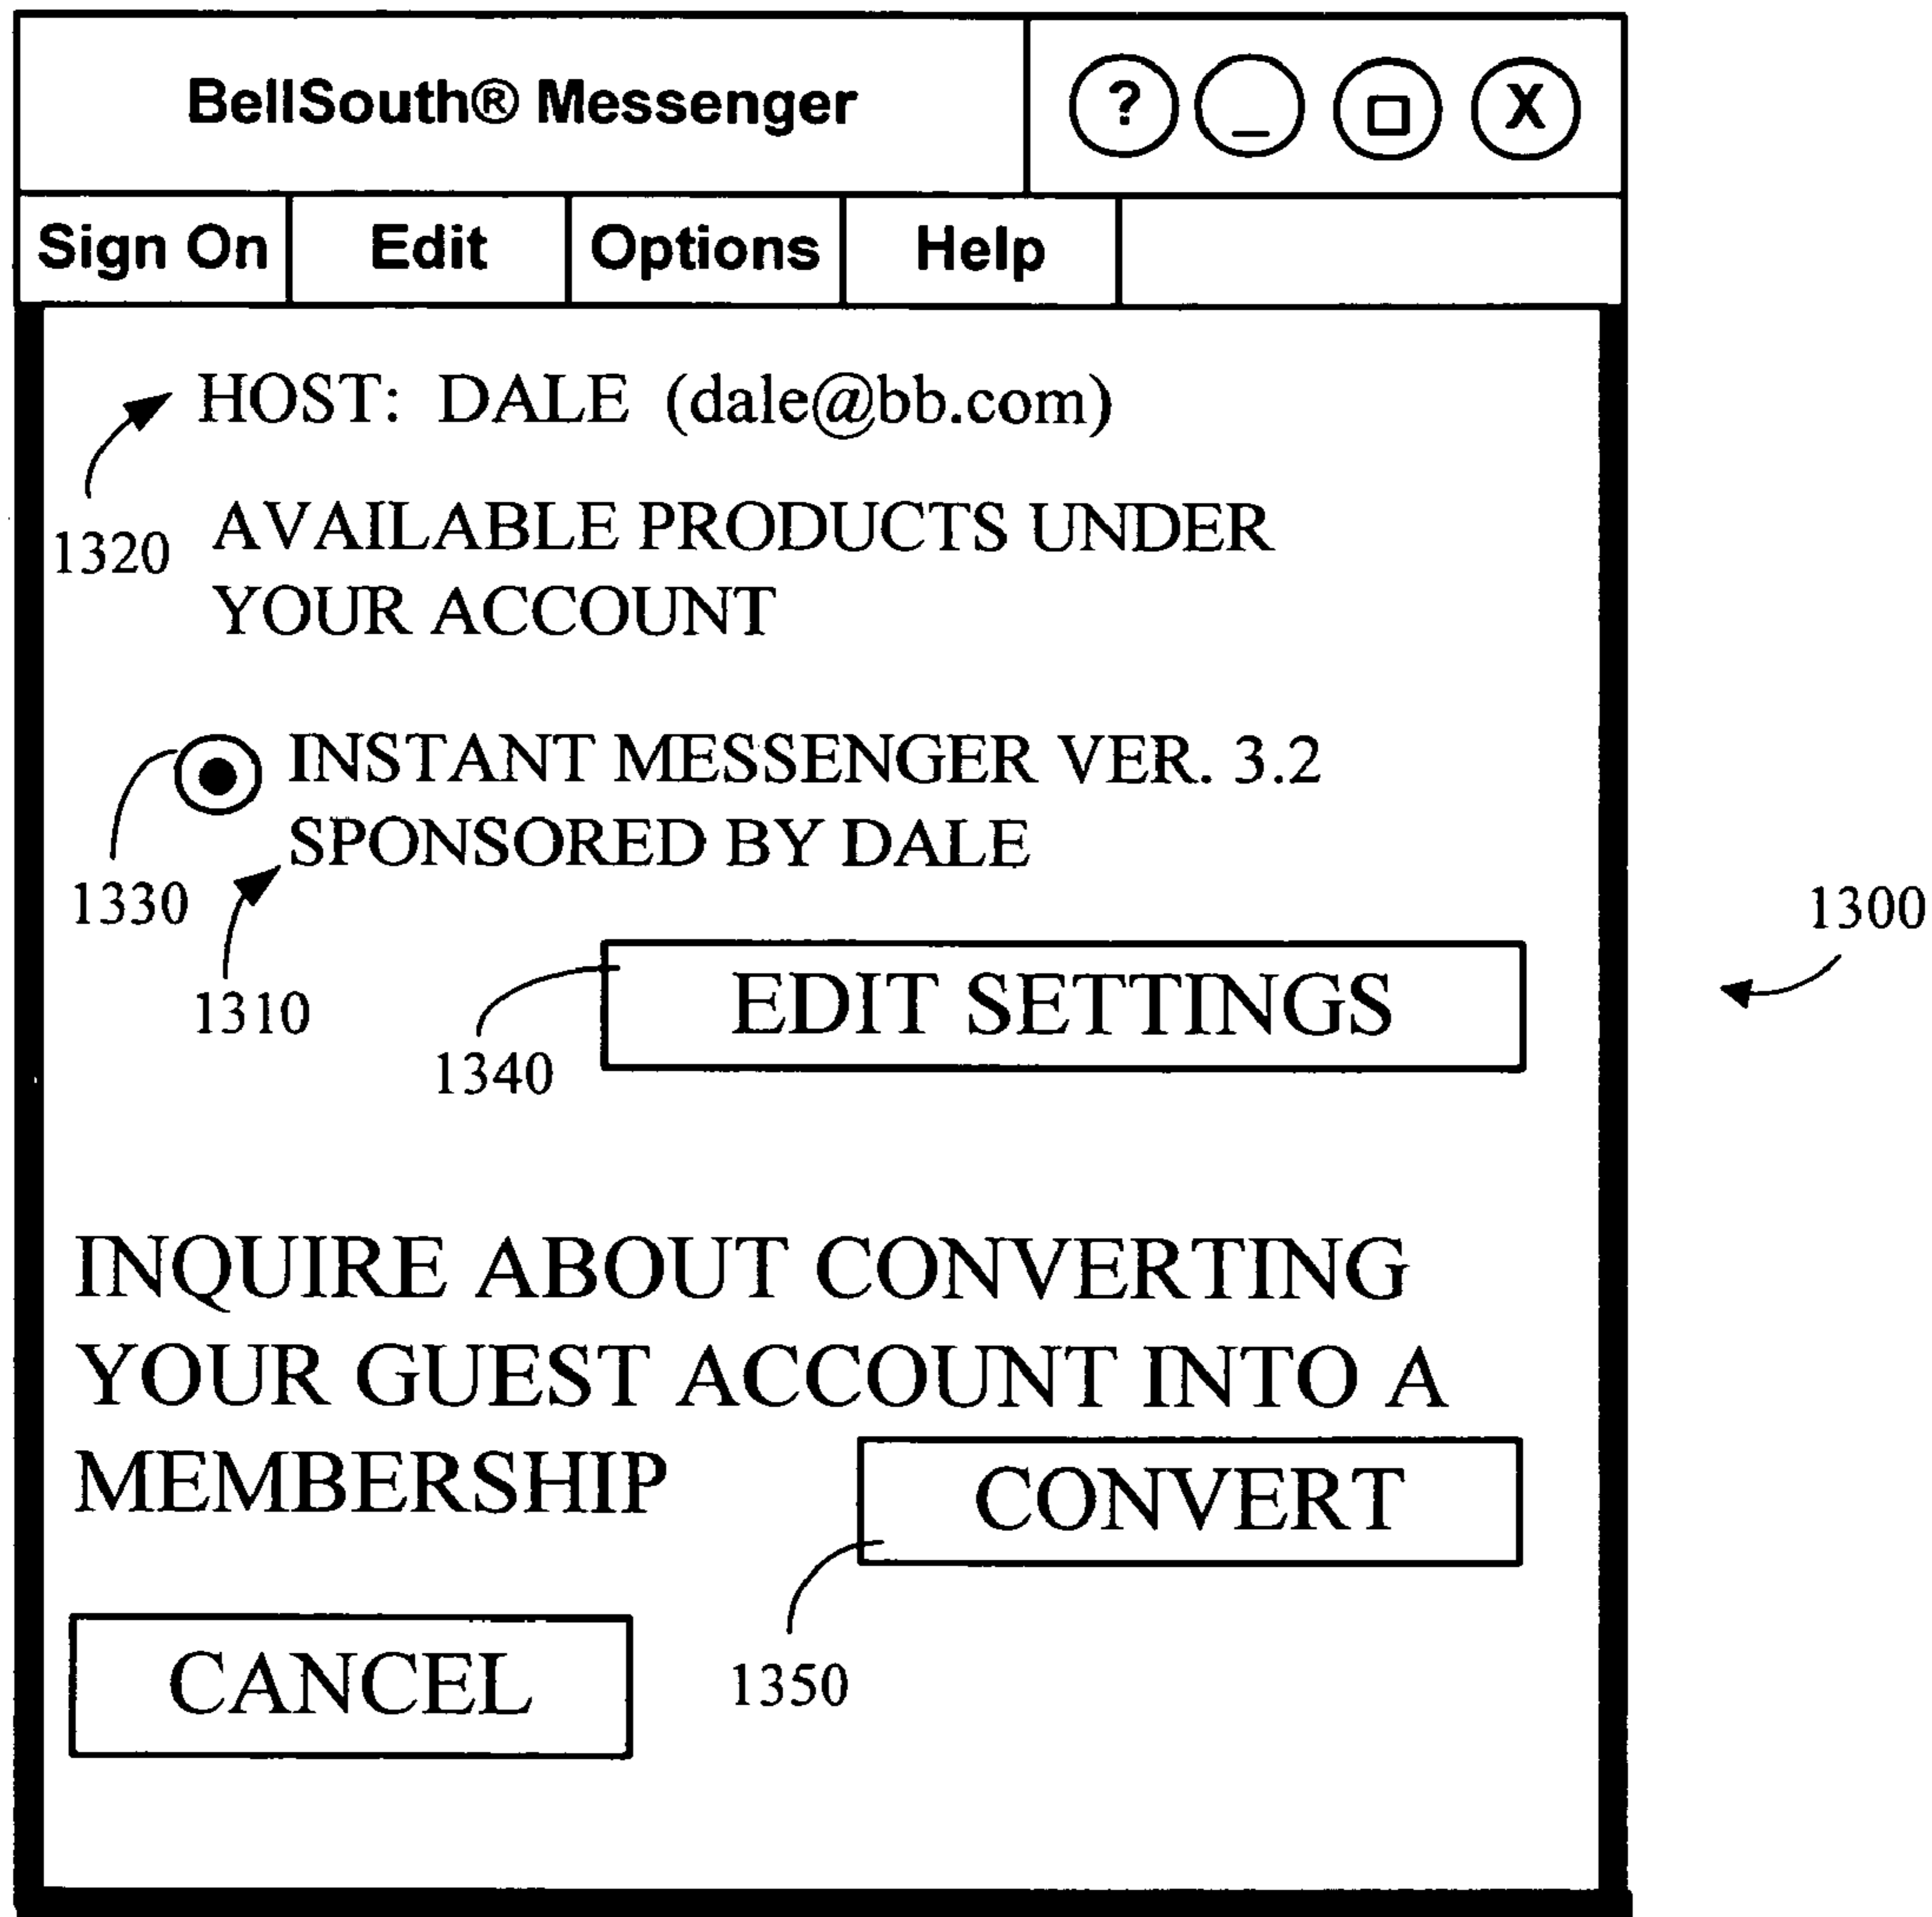 BellSouth® Messenger ? _ X
Sign On Edit Options Help
HOST: DALE (dale@bb.com)
1320
AVAILABLE PRODUCTS UNDER
YOUR ACCOUNT
INSTANT MESSENGER VER. 3.2
SPONSORED BY DALE
1330
1310
1300
EDIT SETTINGS
1340
INQUIRE ABOUT CONVERTING
YOUR GUEST ACCOUNT INTO A
MEMBERSHIP
CONVERT
1350
CANCEL